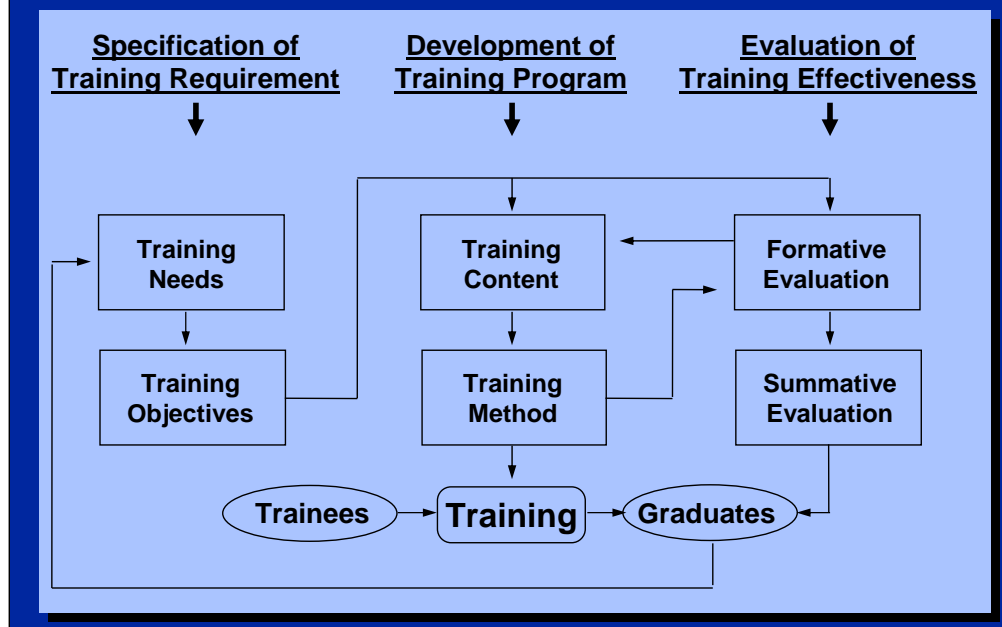 Specification of
Training Requirement
Development of
Training Program
Evaluation of
Training Effectiveness
Training
Needs
Training
Content
Formative
Evaluation
Training
Objectives
Training
Method
Summative
Evaluation
Trainees
Training
Graduates